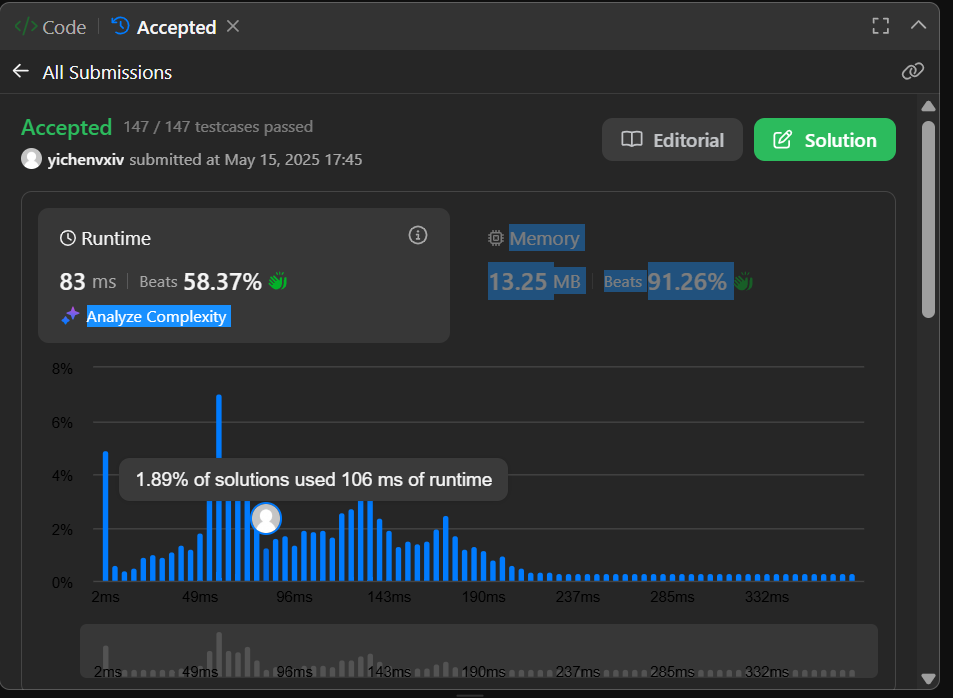 </> Code Accepted
All Submissions
Accepted 147 / 147 testcases passed
yichenvxiv submitted at May 15, 2025 17:45
Editorial
Solution
Runtime
83 ms Beats 58.37%
Analyze Complexity
Memory
13.25 MB Beats 91.26%
8%
6%
4%
2%
0%
1.89% of solutions used 106 ms of runtime
2ms 49ms 96ms 143ms 190ms 237ms 285ms 332ms
2ms 49ms 96ms 143ms 190ms 237ms 285ms 332ms